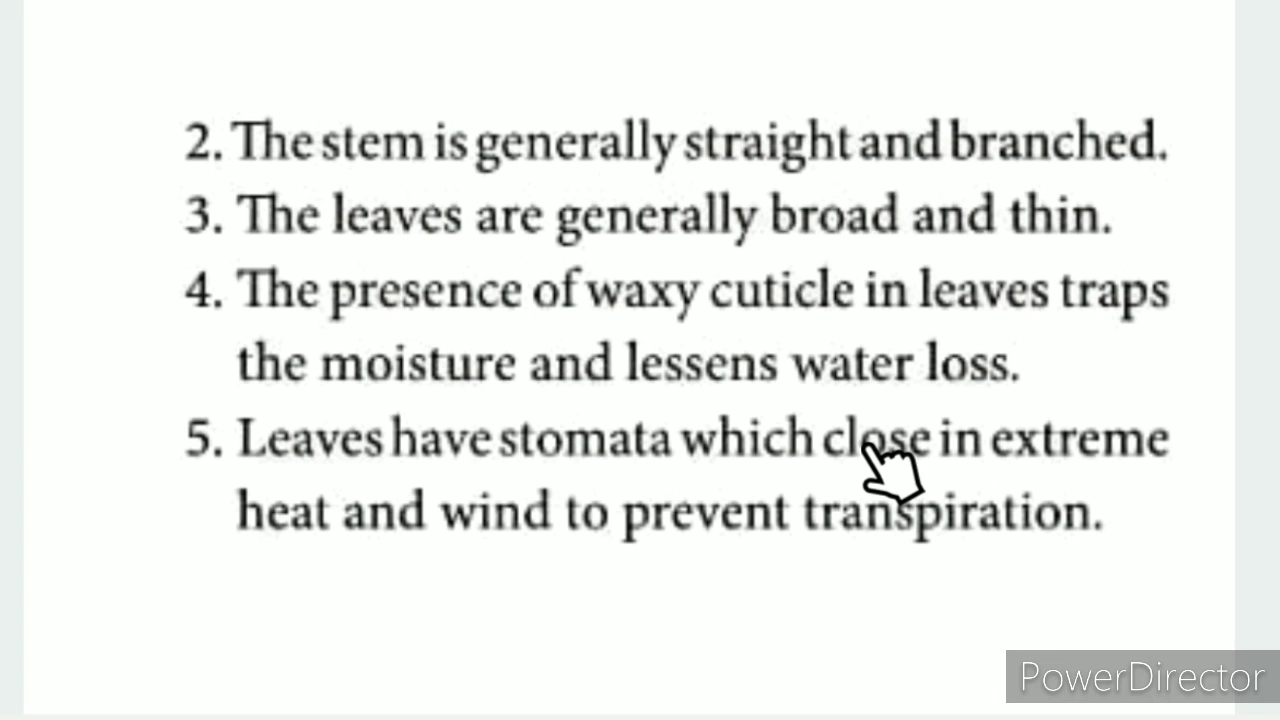 2. The stem is generally straight and branched.
3. The leaves are generally broad and thin.
4. The presence of waxy cuticle in leaves traps
the moisture and lessens water loss.
5. Leaves have stomata which close in extreme
heat and wind to prevent transpiration.
PowerDirector